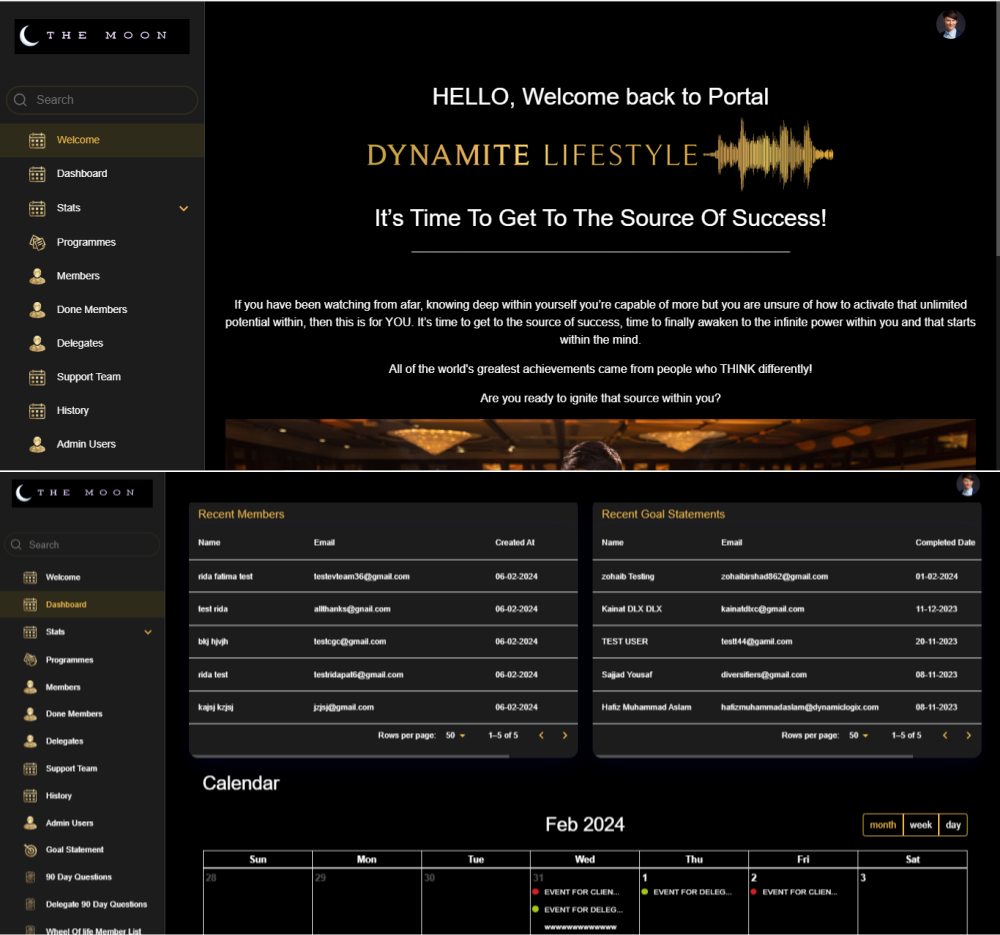 THE MOON
Search
Welcome
Dashboard
Stats
Programmes
Members
Done Members
Delegates
Support Team
History
Admin Users
HELLO, Welcome back to Portal
DYNAMITE LIFESTYLE
It's Time To Get To The Source Of Success!
If you have been watching from afar, knowing deep within yourself you're capable of more but you are unsure of how to activate that unlimited
potential within, then this is for YOU. It's time to get to the source of success, time to finally awaken to the infinite power within you and that starts
within the mind.
All of the world's greatest achievements came from people who THINK differently!
Are you ready to ignite that source within you?
THE MOON
Search
Welcome
Dashboard
Stats
Programmes
Members
Done Members
Delegates
Support Team
History
Admin Users
Goal Statement
90 Day Questions
Delegate 90 Day Questions
Wheel Of life Member List
Recent Members
Name Email Created At
rida fatima test testevteam36@gmail.com 06-02-2024
test rida allthanks@gnail.com 06-02-2024
bkj hjvjh testcgc@gmail.com 06-02-2024
rida test testridapat6@gmail.com 06-02-2024
kajsj kzjsj jzjsj@gmail.com 06-02-2024
Rows per page: 50 1–5 of 5
Recent Goal Statements
Name Email Completed Date
zohaib Testing zohaibirshad862@gmail.com 01-02-2024
Kainat DLX DLX kainatdlxc@gmail.com 11-12-2023
TEST USER testt44@gamil.com 20-11-2023
Sajjad Yousaf diversifiers@gmail.com 08-11-2023
Hafiz Muhammad Aslam hafizmuhammadaslam@dynamiclogix.com 08-11-2023
Rows per page: 50 1–5 of 5
Calendar
Feb 2024
month week day
Sun Mon Tue Wed Thu Fri Sat
28 29 30 31 1 2 3
EVENT FOR CLIEN... EVENT FOR DELEG... EVENT FOR CLIEN...
EVENT FOR DELEG...